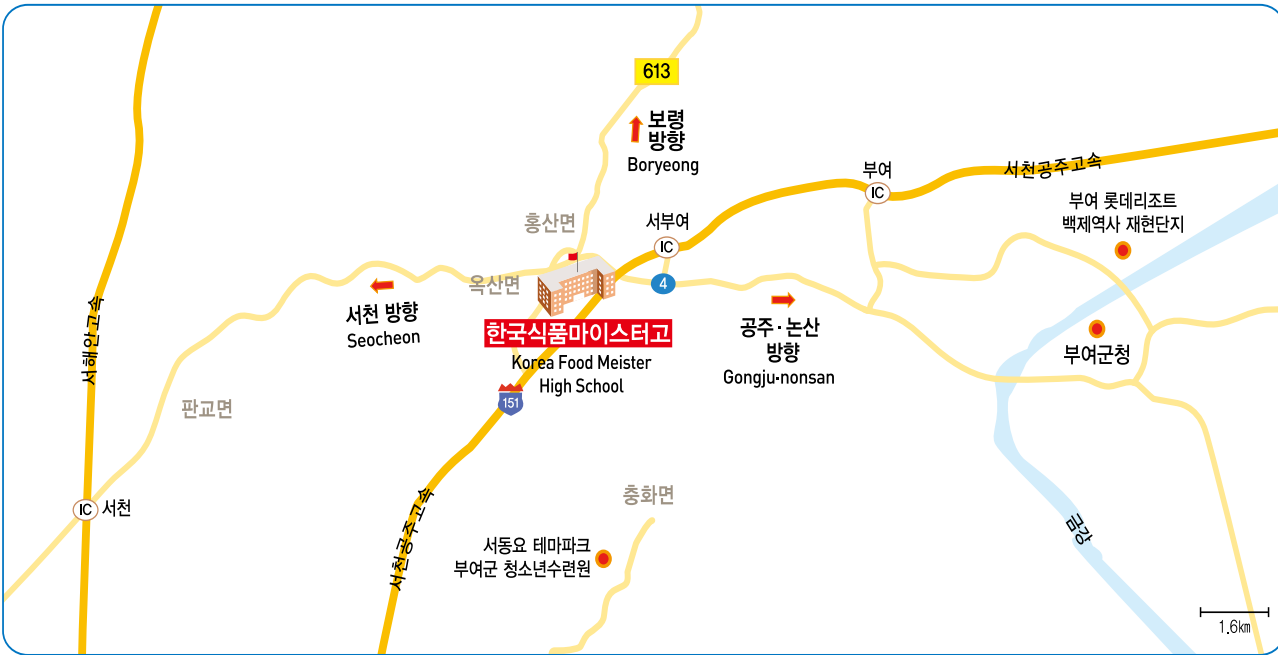 613
보령
방향
Boryeong
서천공주고속
부여
IC
부여 롯데리조트
백제역사 재현단지
홍산면
서부여
IC
옥산면
4
서천 방향
Seocheon
한국식품마이스터고
Korea Food Meister
High School
공주·논산
방향
Gongju·nonsan
부여군청
서해안고속
151
판교면
IC 서천
서천공주고속
충화면
서동요 테마파크
부여군 청소년수련원
금강
1.6㎞